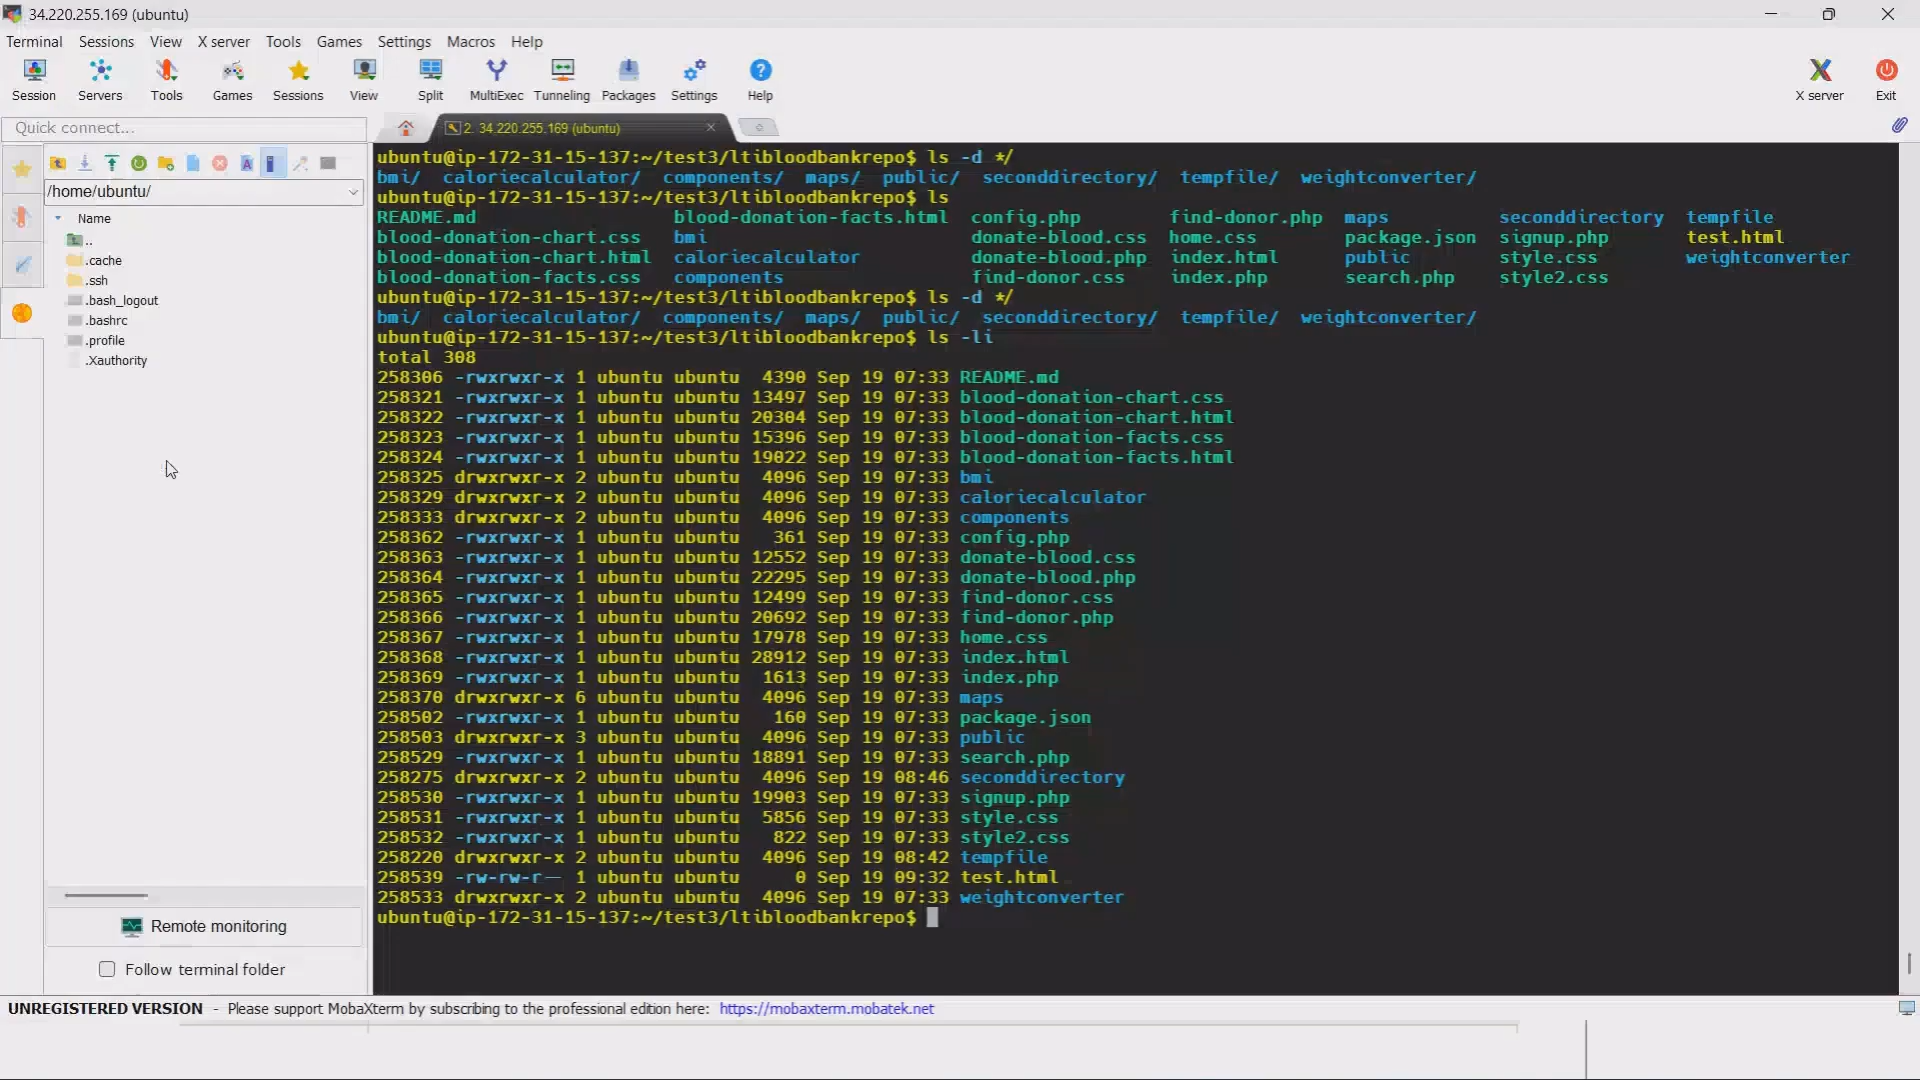 34.220.255.169 (ubuntu)
Terminal Sessions View X server Tools Games Settings Macros Help
Session Servers Tools Games Sessions View Split MultiExec Tunneling Packages Settings Help X server Exit
Quick connect...
2. 34.220.255.169 (ubuntu)
/home/ubuntu/
Name
..
.cache
.ssh
.bash_logout
.bashrc
.profile
.Xauthority
Remote monitoring
Follow terminal folder
ubuntu@ip-172-31-15-137:~/test3/ltibloodbankrepo$ ls -d */
bmi/ caloriecalculator/ components/ maps/ public/ seconddirectory/ tempfile/ weightconverter/
ubuntu@ip-172-31-15-137:~/test3/ltibloodbankrepo$ ls
README.md blood-donation-facts.html config.php find-donor.php maps seconddirectory tempfile
blood-donation-chart.css bmi donate-blood.css home.css package.json signup.php test.html
blood-donation-chart.html caloriecalculator donate-blood.php index.html public style.css weightconverter
blood-donation-facts.css components find-donor.css index.php search.php style2.css
ubuntu@ip-172-31-15-137:~/test3/ltibloodbankrepo$ ls -d */
bmi/ caloriecalculator/ components/ maps/ public/ seconddirectory/ tempfile/ weightconverter/
ubuntu@ip-172-31-15-137:~/test3/ltibloodbankrepo$ ls -li
total 308
258306 -rwxrwxr-x 1 ubuntu ubuntu 4390 Sep 19 07:33 README.md
258321 -rwxrwxr-x 1 ubuntu ubuntu 13497 Sep 19 07:33 blood-donation-chart.css
258322 -rwxrwxr-x 1 ubuntu ubuntu 20304 Sep 19 07:33 blood-donation-chart.html
258323 -rwxrwxr-x 1 ubuntu ubuntu 15396 Sep 19 07:33 blood-donation-facts.css
258324 -rwxrwxr-x 1 ubuntu ubuntu 19022 Sep 19 07:33 blood-donation-facts.html
258325 drwxrwxr-x 2 ubuntu ubuntu 4096 Sep 19 07:33 bmi
258329 drwxrwxr-x 2 ubuntu ubuntu 4096 Sep 19 07:33 caloriecalculator
258333 drwxrwxr-x 2 ubuntu ubuntu 4096 Sep 19 07:33 components
258362 -rwxrwxr-x 1 ubuntu ubuntu 361 Sep 19 07:33 config.php
258363 -rwxrwxr-x 1 ubuntu ubuntu 12552 Sep 19 07:33 donate-blood.css
258364 -rwxrwxr-x 1 ubuntu ubuntu 22295 Sep 19 07:33 donate-blood.php
258365 -rwxrwxr-x 1 ubuntu ubuntu 12499 Sep 19 07:33 find-donor.css
258366 -rwxrwxr-x 1 ubuntu ubuntu 20692 Sep 19 07:33 find-donor.php
258367 -rwxrwxr-x 1 ubuntu ubuntu 17978 Sep 19 07:33 home.css
258368 -rwxrwxr-x 1 ubuntu ubuntu 28912 Sep 19 07:33 index.html
258369 -rwxrwxr-x 1 ubuntu ubuntu 1613 Sep 19 07:33 index.php
258370 drwxrwxr-x 6 ubuntu ubuntu 4096 Sep 19 07:33 maps
258502 -rwxrwxr-x 1 ubuntu ubuntu 160 Sep 19 07:33 package.json
258503 drwxrwxr-x 3 ubuntu ubuntu 4096 Sep 19 07:33 public
258529 -rwxrwxr-x 1 ubuntu ubuntu 18891 Sep 19 07:33 search.php
258275 drwxrwxr-x 2 ubuntu ubuntu 4096 Sep 19 08:46 seconddirectory
258530 -rwxrwxr-x 1 ubuntu ubuntu 19903 Sep 19 07:33 signup.php
258531 -rwxrwxr-x 1 ubuntu ubuntu 5856 Sep 19 07:33 style.css
258532 -rwxrwxr-x 1 ubuntu ubuntu 822 Sep 19 07:33 style2.css
258220 drwxrwxr-x 2 ubuntu ubuntu 4096 Sep 19 08:42 tempfile
258539 -rw-rw-r-- 1 ubuntu ubuntu 0 Sep 19 09:32 test.html
258533 drwxrwxr-x 2 ubuntu ubuntu 4096 Sep 19 07:33 weightconverter
ubuntu@ip-172-31-15-137:~/test3/ltibloodbankrepo$
UNREGISTERED VERSION - Please support MobaXterm by subscribing to the professional edition here: https://mobaxterm.mobatek.net